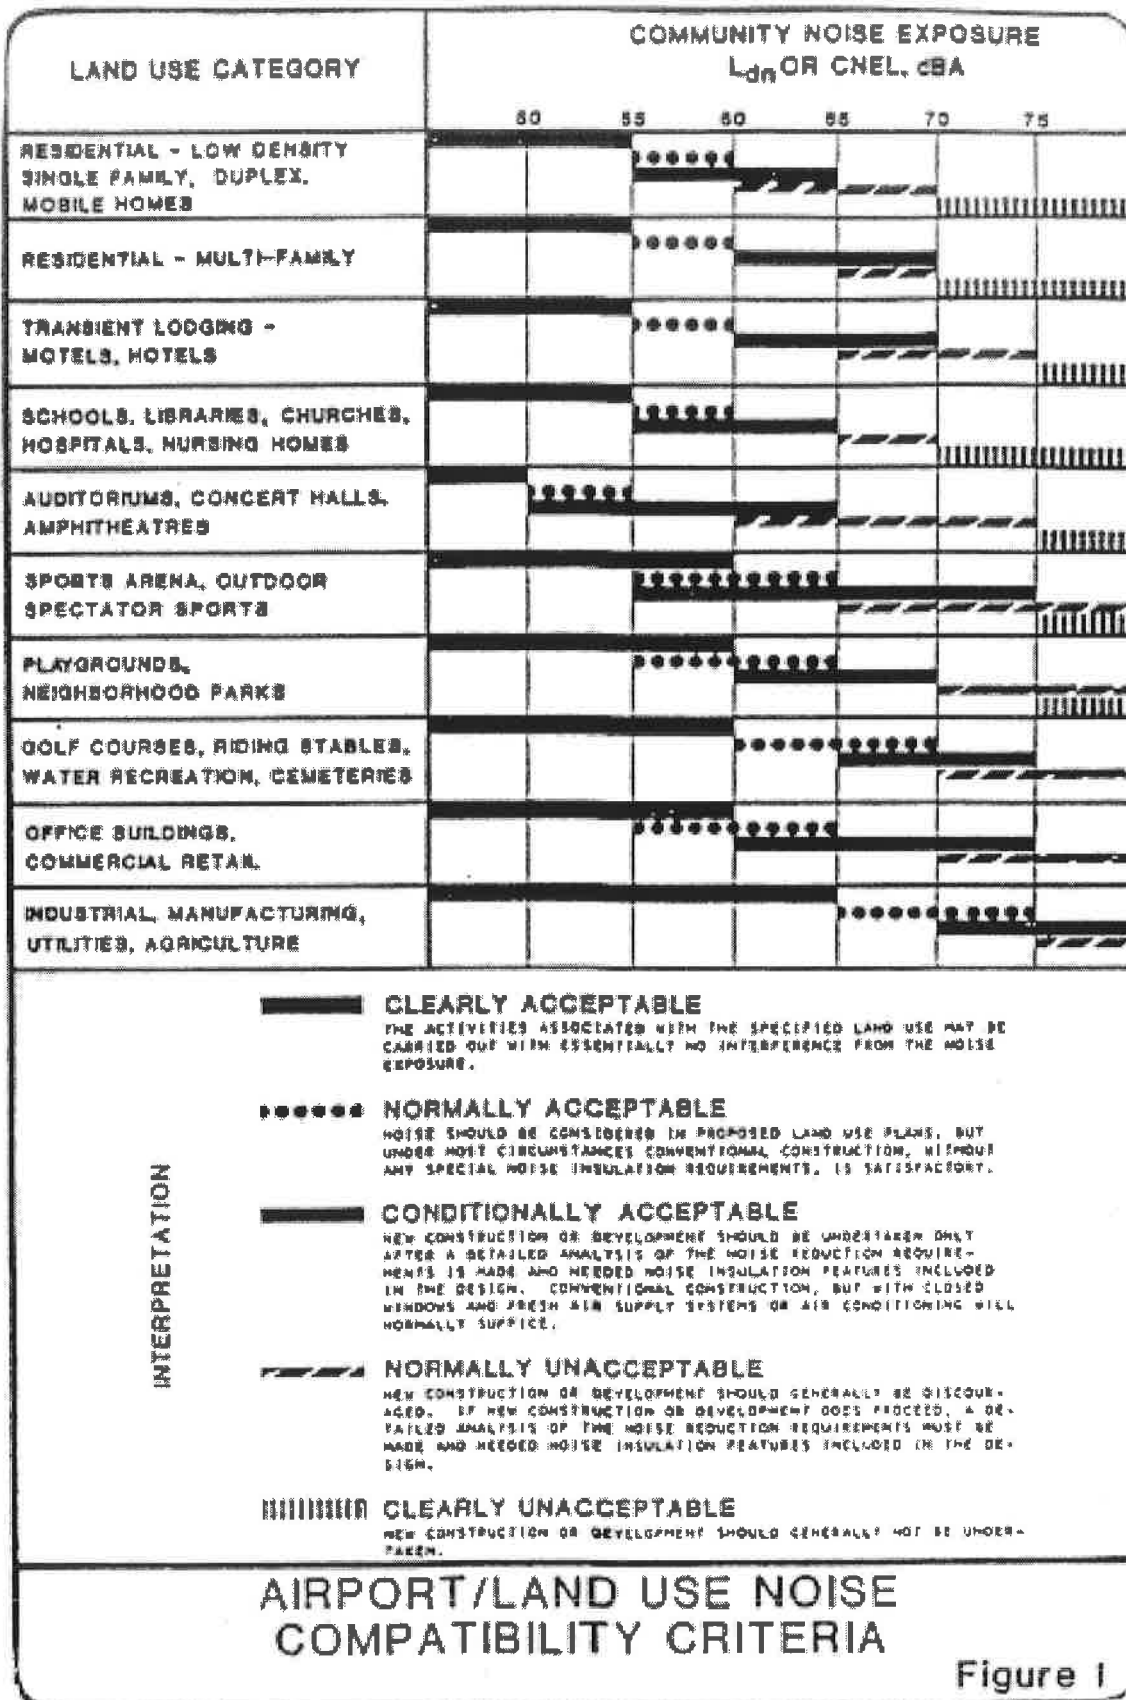 LAND USE CATEGORY
COMMUNITY NOISE EXPOSURE
Ldn OR CNEL, dBA
50 55 60 65 70 75
RESIDENTIAL - LOW DENSITY
SINGLE FAMILY, DUPLEX,
MOBILE HOMES
RESIDENTIAL - MULTI-FAMILY
TRANSIENT LODGING -
MOTELS, HOTELS
SCHOOLS, LIBRARIES, CHURCHES,
HOSPITALS, NURSING HOMES
AUDITORIUMS, CONCERT HALLS,
AMPHITHEATRES
SPORTS ARENA, OUTDOOR
SPECTATOR SPORTS
PLAYGROUNDS,
NEIGHBORHOOD PARKS
GOLF COURSES, RIDING STABLES,
WATER RECREATION, CEMETERIES
OFFICE BUILDINGS,
COMMERCIAL RETAIL
INDUSTRIAL, MANUFACTURING,
UTILITIES, AGRICULTURE
INTERPRETATION
CLEARLY ACCEPTABLE
THE ACTIVITIES ASSOCIATED WITH THE SPECIFIED LAND USE MAY BE
CARRIED OUT WITH ESSENTIALLY NO INTERFERENCE FROM THE NOISE
EXPOSURE.
NORMALLY ACCEPTABLE
NOISE SHOULD BE CONSIDERED IN PROPOSED LAND USE PLANS, BUT
UNDER MOST CIRCUMSTANCES CONVENTIONAL CONSTRUCTION, WITHOUT
ANY SPECIAL NOISE INSULATION REQUIREMENTS, IS SATISFACTORY.
CONDITIONALLY ACCEPTABLE
NEW CONSTRUCTION OR DEVELOPMENT SHOULD BE UNDERTAKEN ONLY
AFTER A DETAILED ANALYSIS OF THE NOISE REDUCTION REQUIRE-
MENTS IS MADE AND NEEDED NOISE INSULATION FEATURES INCLUDED
IN THE DESIGN. CONVENTIONAL CONSTRUCTION, BUT WITH CLOSED
WINDOWS AND FRESH AIR SUPPLY SYSTEMS OR AIR CONDITIONING WILL
NORMALLY SUFFICE.
NORMALLY UNACCEPTABLE
NEW CONSTRUCTION OR DEVELOPMENT SHOULD GENERALLY BE DISCOUR-
AGED. IF NEW CONSTRUCTION OR DEVELOPMENT DOES PROCEED, A DE-
TAILED ANALYSIS OF THE NOISE REDUCTION REQUIREMENTS MUST BE
MADE AND NEEDED NOISE INSULATION FEATURES INCLUDED IN THE DE-
SIGN.
CLEARLY UNACCEPTABLE
NEW CONSTRUCTION OR DEVELOPMENT SHOULD GENERALLY NOT BE UNDER-
TAKEN.
AIRPORT/LAND USE NOISE
COMPATIBILITY CRITERIA
Figure 1